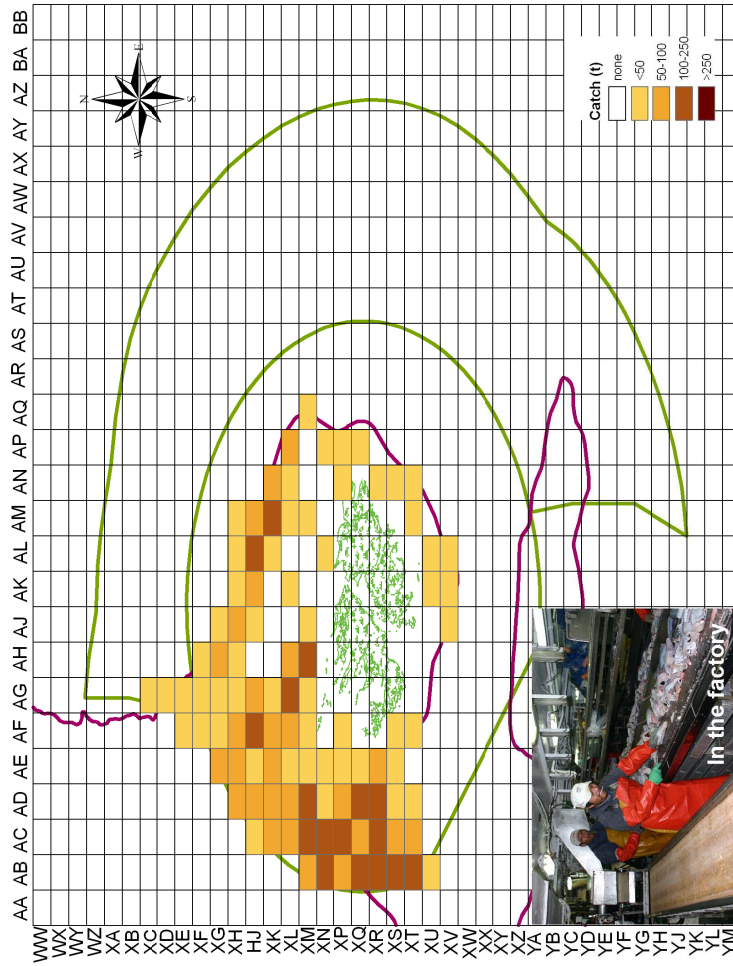 AA AB AC AD AE AF AG AH AJ AK AL AM AN AP AQ AR AS AT AU AV AW AX AY AZ BA BB
WW
WX
WY
WZ
XA
XB
XC
XD
XE
XF
XG
XH
HJ
XK
XL
XM
XN
XP
XQ
XR
XS
XT
XU
XV
XW
XX
XY
XZ
YA
YB
YC
YD
YE
YF
YG
YH
YJ
YK
YL
YM
N
W
E
S
Catch (t)
none
<50
50-100
100-250
>250
In the factory